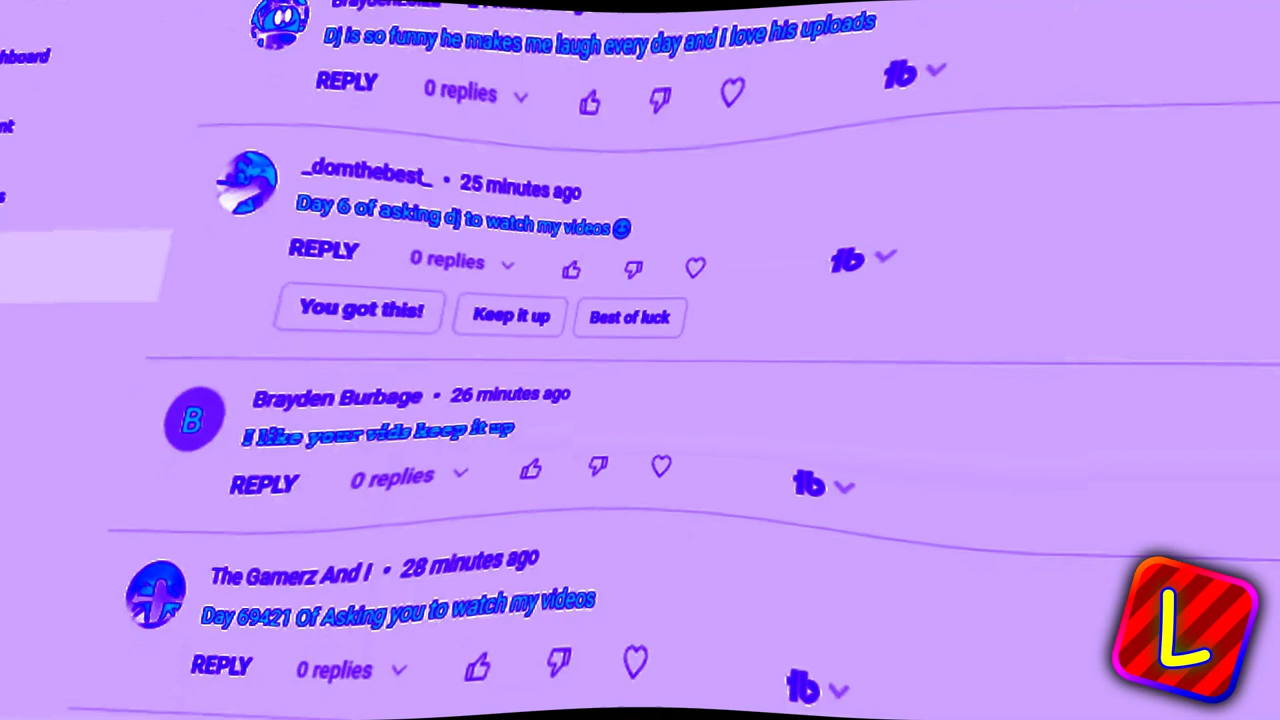 Dj is so funny he makes me laugh every day and I love his uploads
REPLY 0 replies
_domthebest_ • 25 minutes ago
Day 6 of asking dj to watch my videos
REPLY 0 replies
You got this! Keep it up Best of luck
B
Brayden Burbage • 26 minutes ago
I like your vids keep it up
REPLY 0 replies
The Gamerz And I • 28 minutes ago
Day 69421 Of Asking you to watch my videos
REPLY 0 replies
L